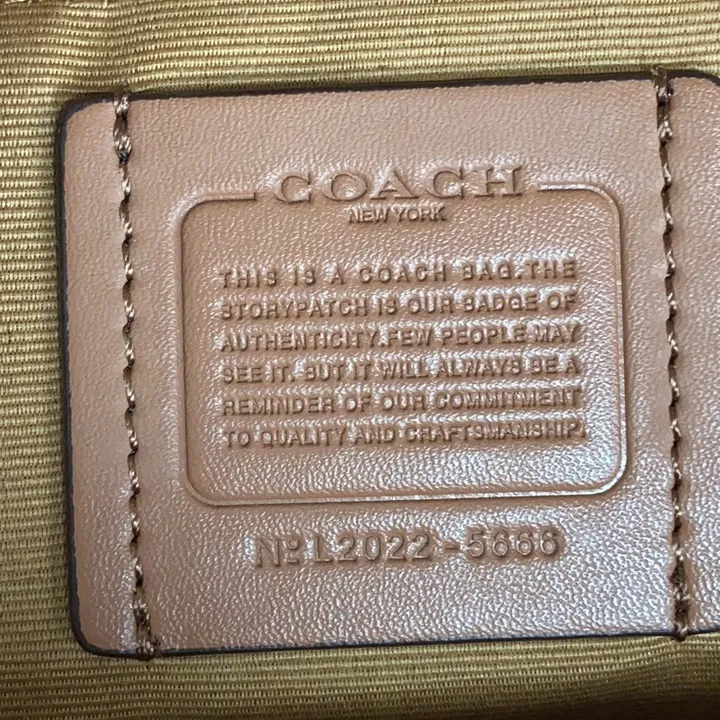 COACH
NEW YORK
THIS IS A COACH BAG.THE
STORYPATCH IS OUR BADGE OF
AUTHENTICITY.FEW PEOPLE MAY
SEE IT. BUT IT WILL ALWAYS BE A
REMINDER OF OUR COMMITMENT
TO QUALITY AND CRAFTSMANSHIP.
Nº L2022-5666